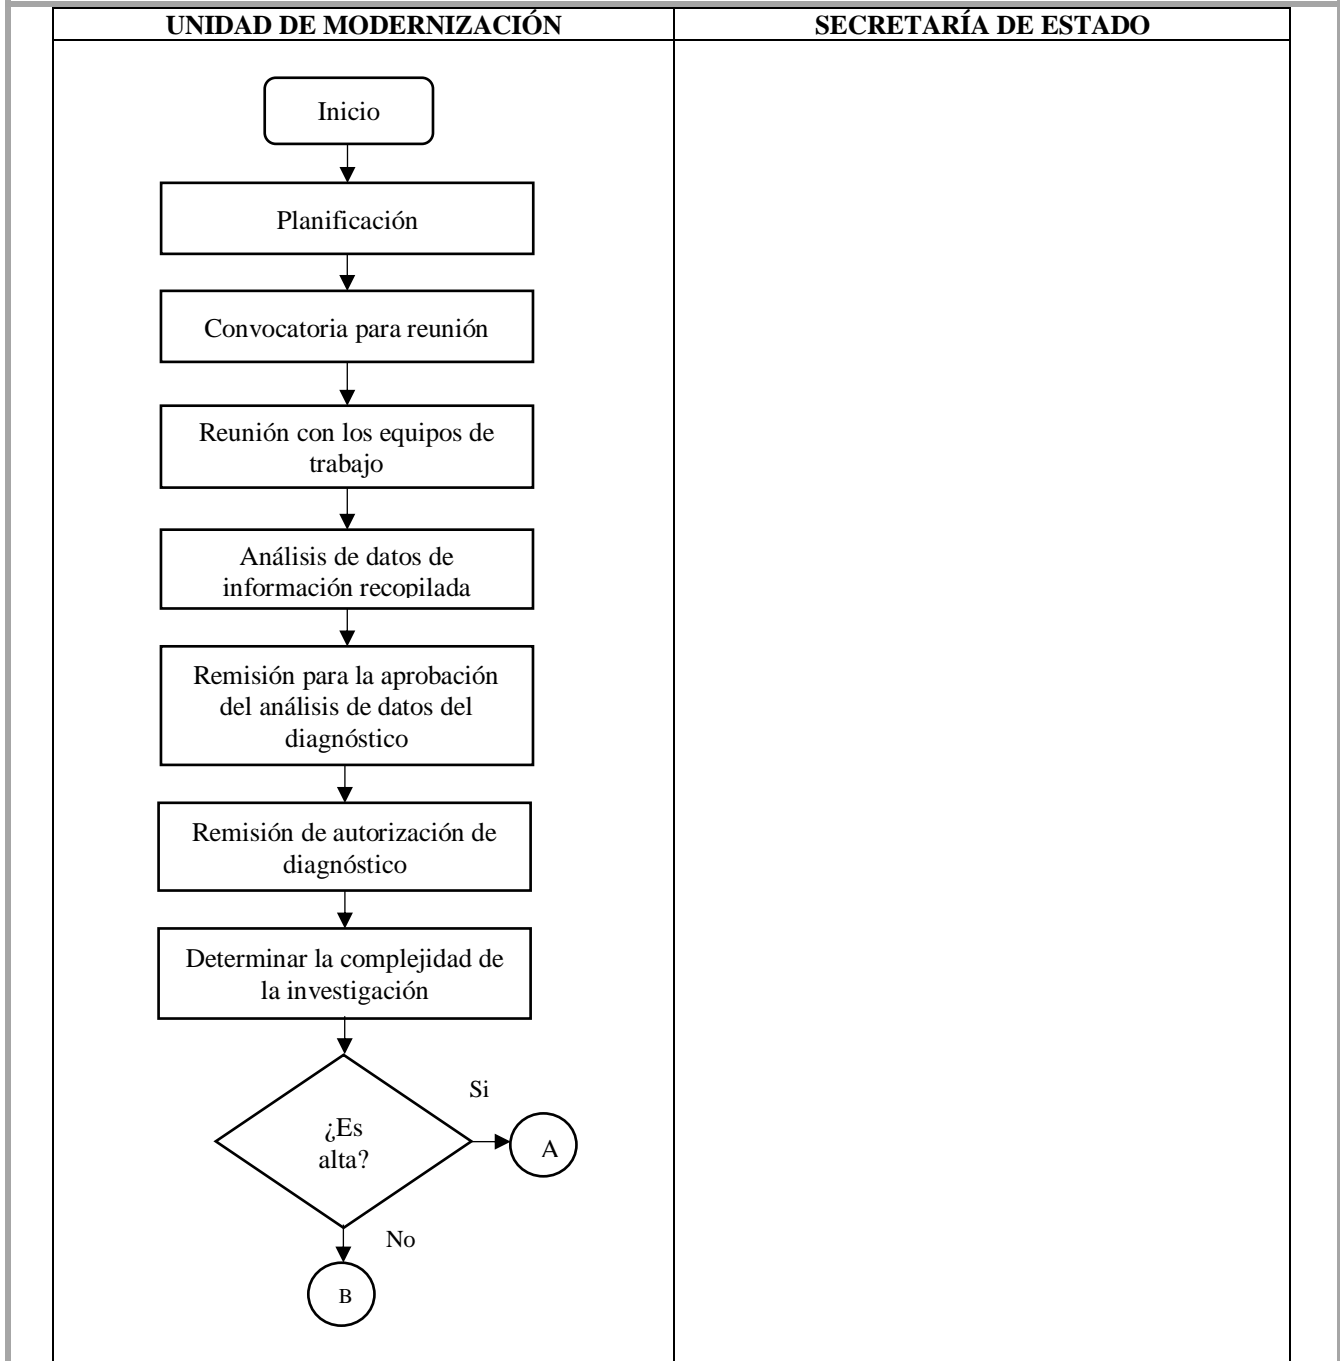 UNIDAD DE MODERNIZACIÓN
SECRETARÍA DE ESTADO
Inicio
Planificación
Convocatoria para reunión
Reunión con los equipos de
trabajo
Análisis de datos de
información recopilada
Remisión para la aprobación
del análisis de datos del
diagnóstico
Remisión de autorización de
diagnóstico
Determinar la complejidad de
la investigación
Si
¿Es
alta?
A
No
B